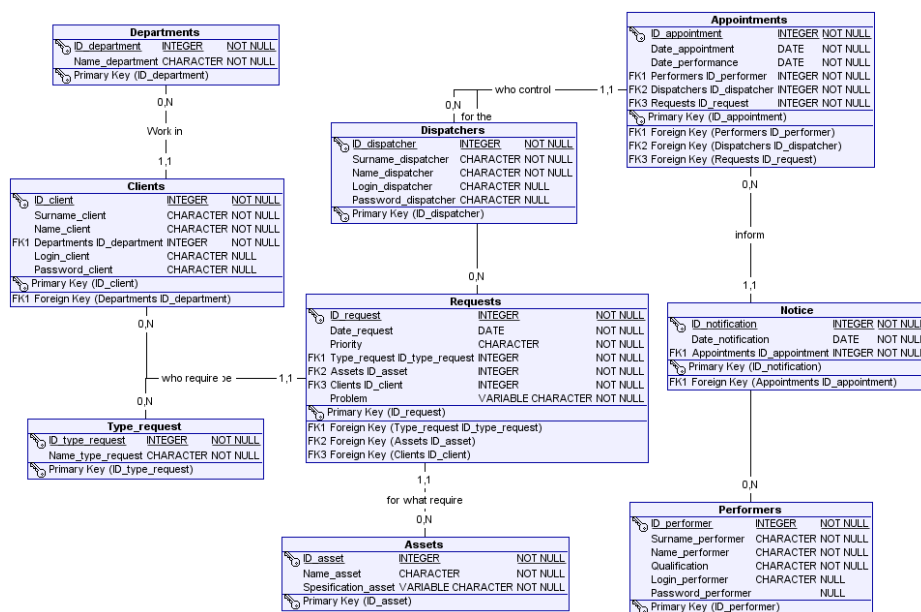 Departments
ID_department INTEGER NOT NULL
Name_department CHARACTER NOT NULL
Primary Key (ID_department)
0,N
Work in
1,1
Clients
ID_client INTEGER NOT NULL
Surname_client CHARACTER NOT NULL
Name_client CHARACTER NOT NULL
FK1 Departments ID_department INTEGER NOT NULL
Login_client CHARACTER NULL
Password_client CHARACTER NULL
Primary Key (ID_client)
FK1 Foreign Key (Departments ID_department)
0,N
who require
1,1
0,N
Type_request
ID_type_request INTEGER NOT NULL
Name_type_request CHARACTER NOT NULL
Primary Key (ID_type_request)
Appointments
ID_appointment INTEGER NOT NULL
Date_appointment DATE NOT NULL
Date_performance DATE NOT NULL
FK1 Performers ID_performer INTEGER NOT NULL
FK2 Dispatchers ID_dispatcher INTEGER NOT NULL
FK3 Requests ID_request INTEGER NOT NULL
Primary Key (ID_appointment)
FK1 Foreign Key (Performers ID_performer)
FK2 Foreign Key (Dispatchers ID_dispatcher)
FK3 Foreign Key (Requests ID_request)
who control
1,1
0,N
for the
Dispatchers
ID_dispatcher INTEGER NOT NULL
Surname_dispatcher CHARACTER NOT NULL
Name_dispatcher CHARACTER NOT NULL
Login_dispatcher CHARACTER NULL
Password_dispatcher CHARACTER NULL
Primary Key (ID_dispatcher)
0,N
Requests
ID_request INTEGER NOT NULL
Date_request DATE NOT NULL
Priority CHARACTER NOT NULL
FK1 Type_request ID_type_request INTEGER NOT NULL
FK2 Assets ID_asset INTEGER NOT NULL
FK3 Clients ID_client INTEGER NOT NULL
Problem VARIABLE CHARACTER NOT NULL
Primary Key (ID_request)
FK1 Foreign Key (Type_request ID_type_request)
FK2 Foreign Key (Assets ID_asset)
FK3 Foreign Key (Clients ID_client)
1,1
for what require
0,N
Assets
ID_asset INTEGER NOT NULL
Name_asset CHARACTER NOT NULL
Spesification_asset VARIABLE CHARACTER NOT NULL
Primary Key (ID_asset)
0,N
inform
1,1
Notice
ID_notification INTEGER NOT NULL
Date_notification DATE NOT NULL
FK1 Appointments ID_appointment INTEGER NOT NULL
Primary Key (ID_notification)
FK1 Foreign Key (Appointments ID_appointment)
0,N
Performers
ID_performer INTEGER NOT NULL
Surname_performer CHARACTER NOT NULL
Name_performer CHARACTER NOT NULL
Qualification CHARACTER NOT NULL
Login_performer CHARACTER NULL
Password_performer NULL
Primary Key (ID_performer)